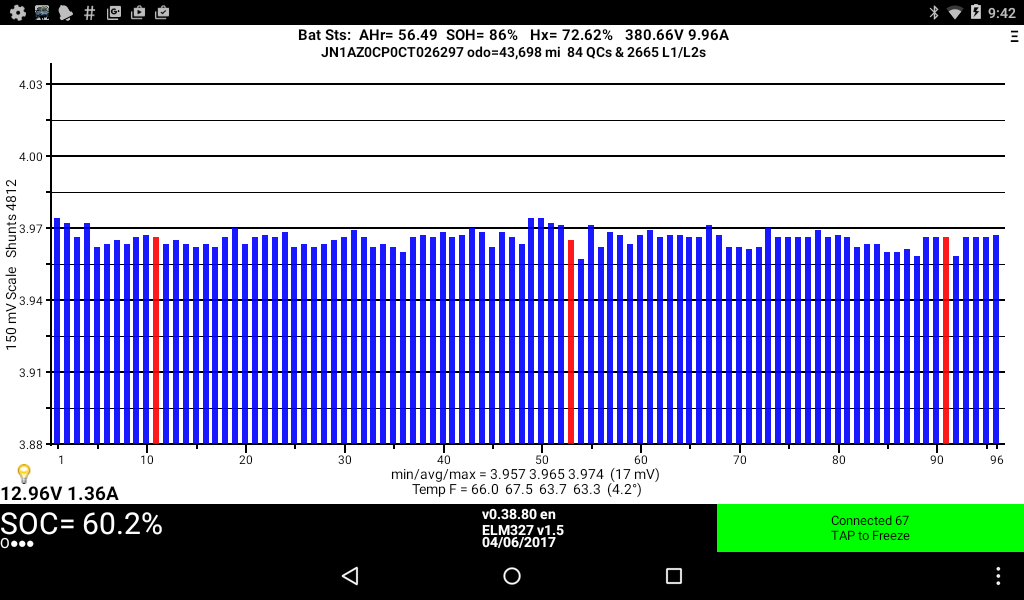 9:42
Bat Sts: AHr= 56.49 SOH= 86% Hx= 72.62% 380.66V 9.96A
JN1AZ0CP0CT026297 odo=43,698 mi 84 QCs & 2665 L1/L2s
4.03
4.00
3.97
3.94
3.91
3.88
150 mV Scale Shunts 4812
1 10 20 30 40 50 60 70 80 90 96
min/avg/max = 3.957 3.965 3.974 (17 mV)
Temp F = 66.0 67.5 63.7 63.3 (4.2°)
12.96V 1.36A
SOC= 60.2%
v0.38.80 en
ELM327 v1.5
04/06/2017
Connected 67
TAP to Freeze